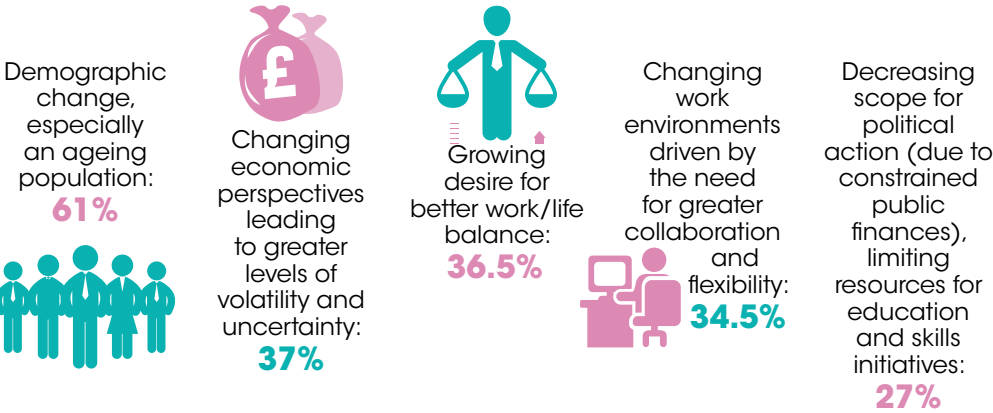 Demographic
change,
especially
an ageing
population:
61%
£
Changing
economic
perspectives
leading
to greater
levels of
volatility and
uncertainty:
37%
Growing
desire for
better work/life
balance:
36.5%
Changing
work
environments
driven by
the need
for greater
collaboration
and
flexibility:
34.5%
Decreasing
scope for
political
action (due to
constrained
public
finances),
limiting
resources for
education
and skills
initiatives:
27%